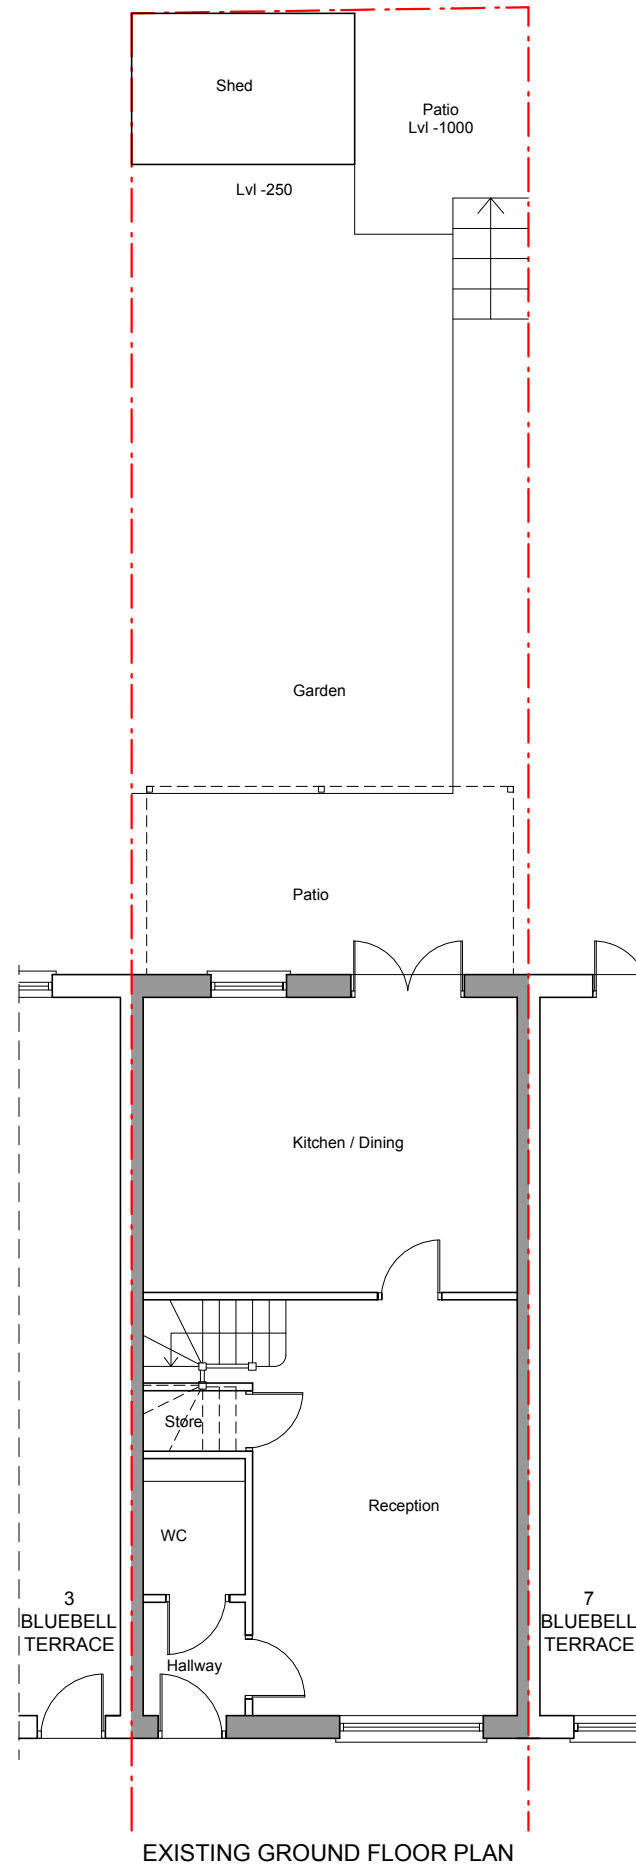 Shed
Patio
Lvl -1000
Lvl -250
Garden
Patio
Kitchen / Dining
Store
Reception
WC
3
BLUEBELL
TERRACE
7
BLUEBELL
TERRACE
Hallway
EXISTING GROUND FLOOR PLAN